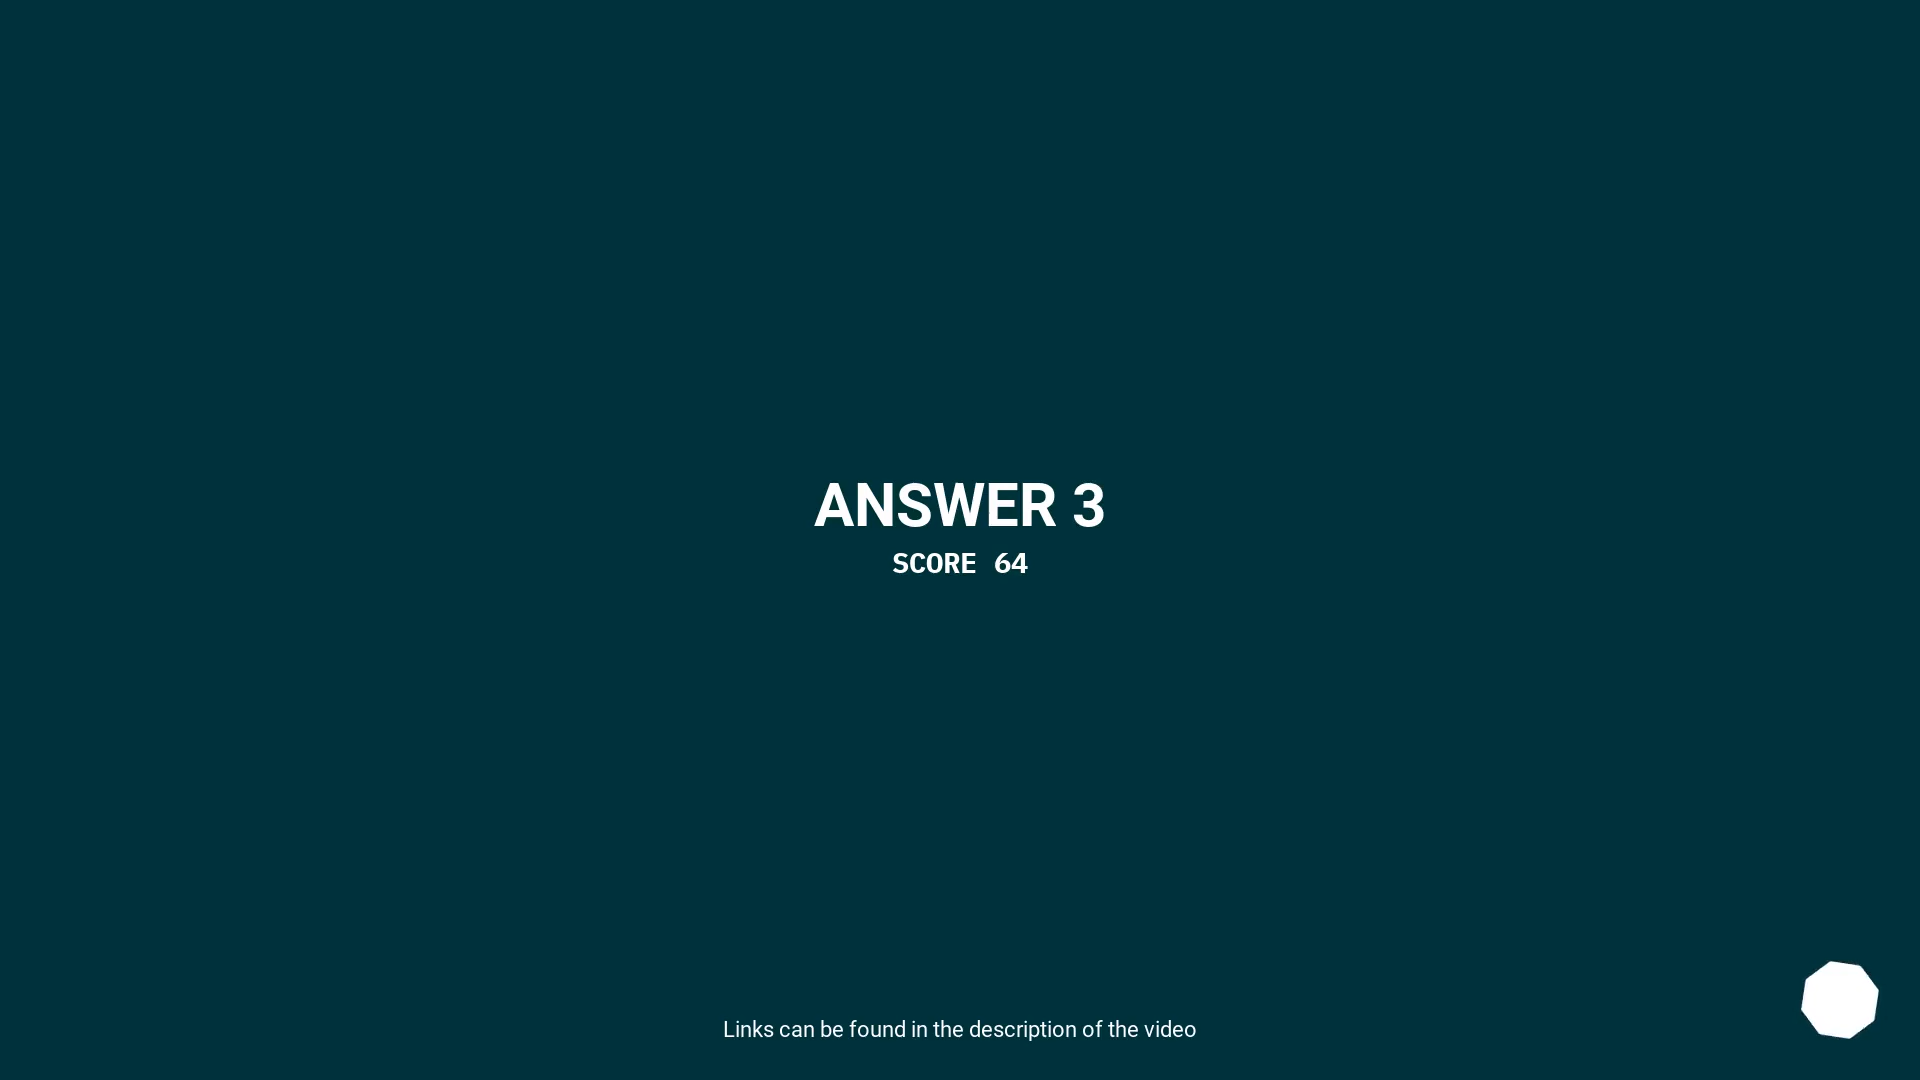 ANSWER 3
SCORE 64
Links can be found in the description of the video